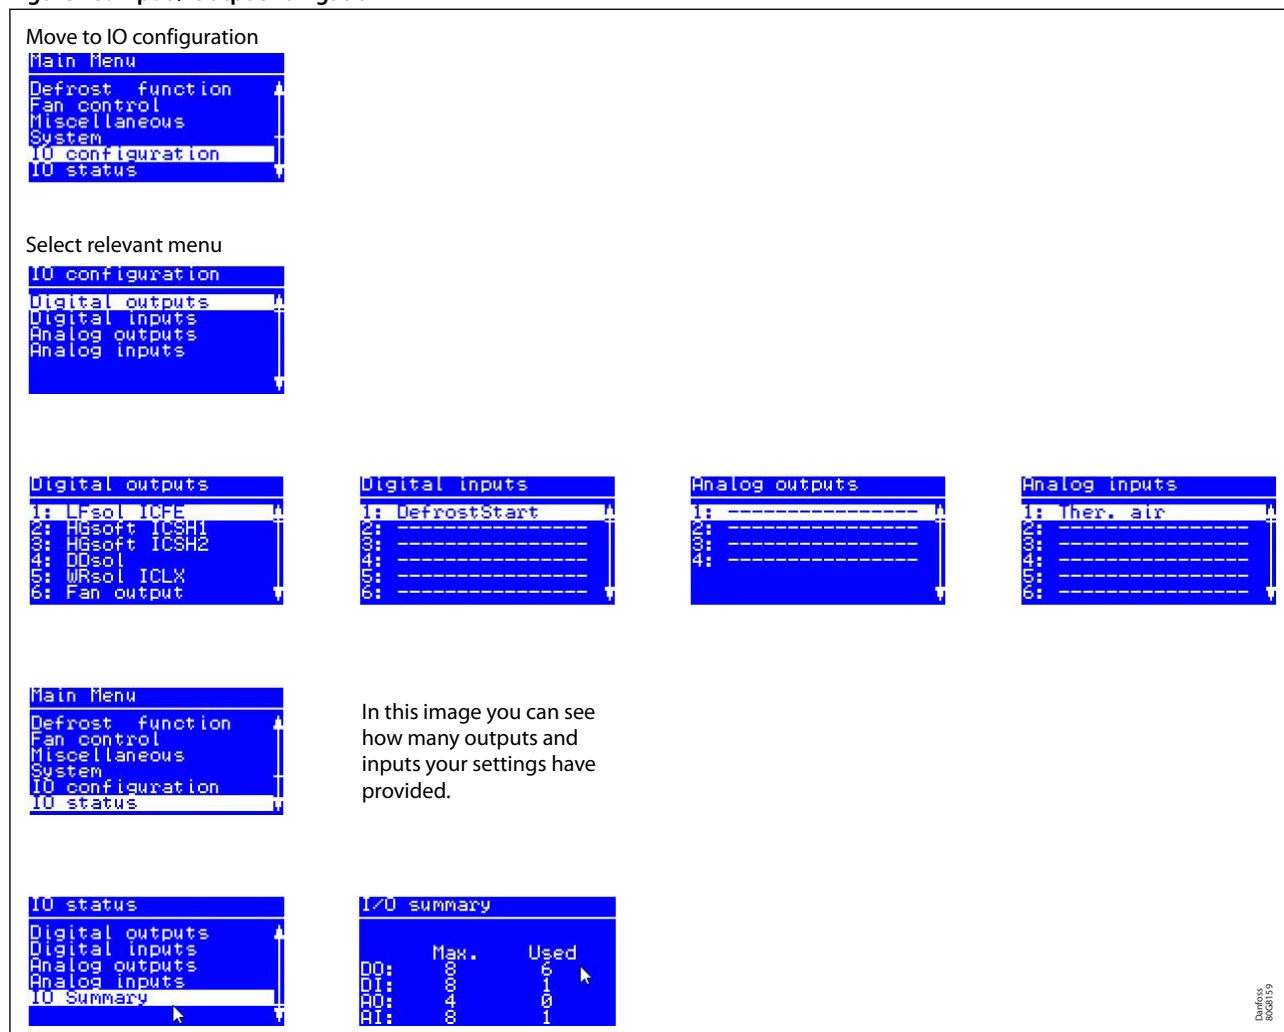 Move to IO configuration
Main Menu
Defrost function
Fan control
Miscellaneous
System
IO configuration
IO status
Select relevant menu
IO configuration
Digital outputs
Digital inputs
Analog outputs
Analog inputs
Digital outputs
1: LFsol ICFE
2: HGsoft ICSH1
3: HGsoft ICSH2
4: DDsol
5: WRsol ICLX
6: Fan output
Digital inputs
1: DefrostStart
2: ----------------
3: ----------------
4: ----------------
5: ----------------
6: ----------------
Analog outputs
1: ----------------
2: ----------------
3: ----------------
4: ----------------
Analog inputs
1: Ther. air
2: ----------------
3: ----------------
4: ----------------
5: ----------------
6: ----------------
Main Menu
Defrost function
Fan control
Miscellaneous
System
IO configuration
IO status
In this image you can see
how many outputs and
inputs your settings have
provided.
IO status
Digital outputs
Digital inputs
Analog outputs
Analog inputs
IO Summary
I/O summary
Max. Used
DO: 8 6
DI: 8 1
AO: 4 0
AI: 8 1
Danfoss
80G8159